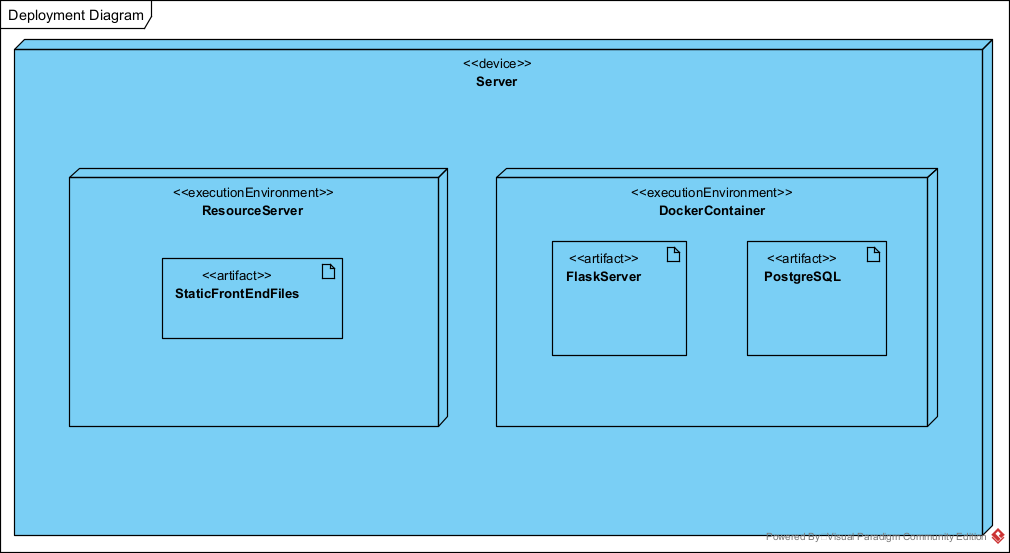 Deployment Diagram
<<device>>
Server
<<executionEnvironment>>
ResourceServer
<<artifact>>
StaticFrontEndFiles
<<executionEnvironment>>
DockerContainer
<<artifact>>
FlaskServer
<<artifact>>
PostgreSQL
Powered By: Visual Paradigm Community Edition